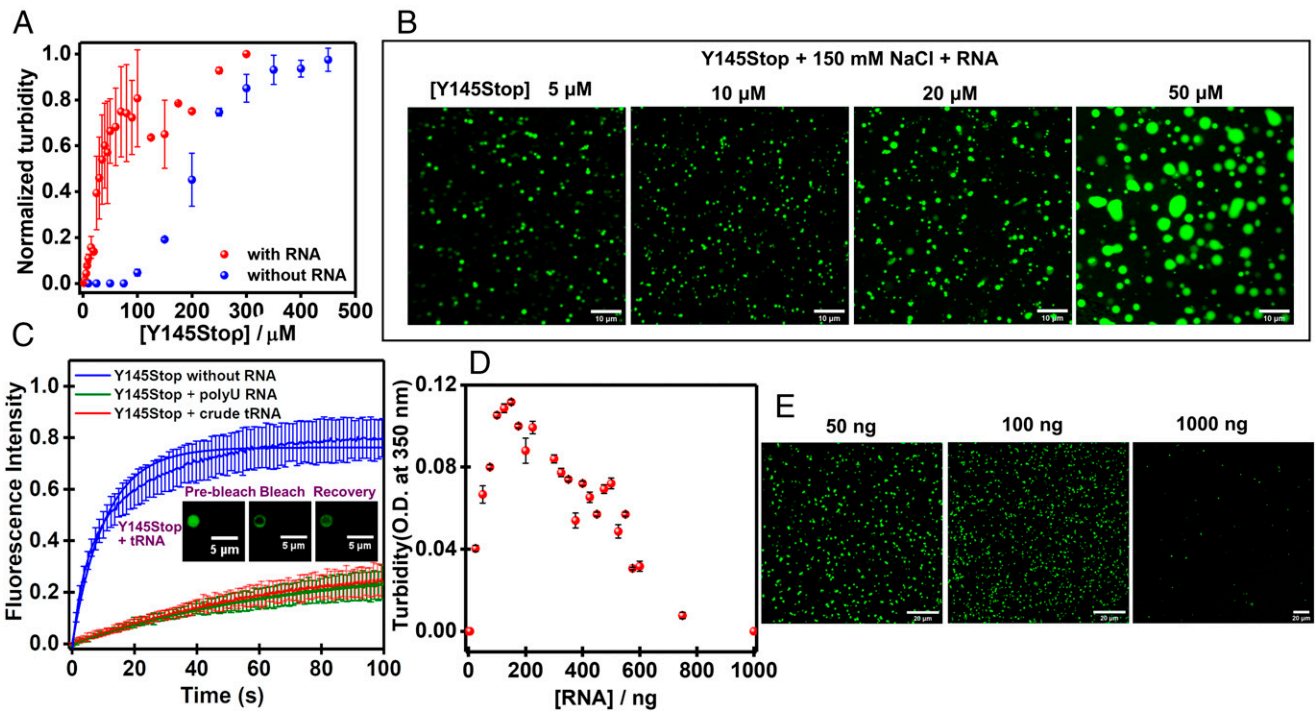 A
Normalized turbidity
1.0
0.8
0.6
0.4
0.2
0.0
with RNA
without RNA
0 100 200 300 400 500
[Y145Stop] / μM
B
Y145Stop + 150 mM NaCl + RNA
[Y145Stop] 5 μM 10 μM 20 μM 50 μM
10 μm 10 μm 10 μm 10 μm
C
Fluorescence Intensity
1.0
0.8
0.6
0.4
0.2
0.0
Y145Stop without RNA
Y145Stop + polyU RNA
Y145Stop + crude tRNA
Pre-bleach Bleach Recovery
Y145Stop
+ tRNA
5 μm 5 μm 5 μm
0 20 40 60 80 100
Time (s)
D
Turbidity(O.D. at 350 nm)
0.12
0.08
0.04
0.00
0 200 400 600 800 1000
[RNA] / ng
E
50 ng 100 ng 1000 ng
20 μm 20 μm 20 μm